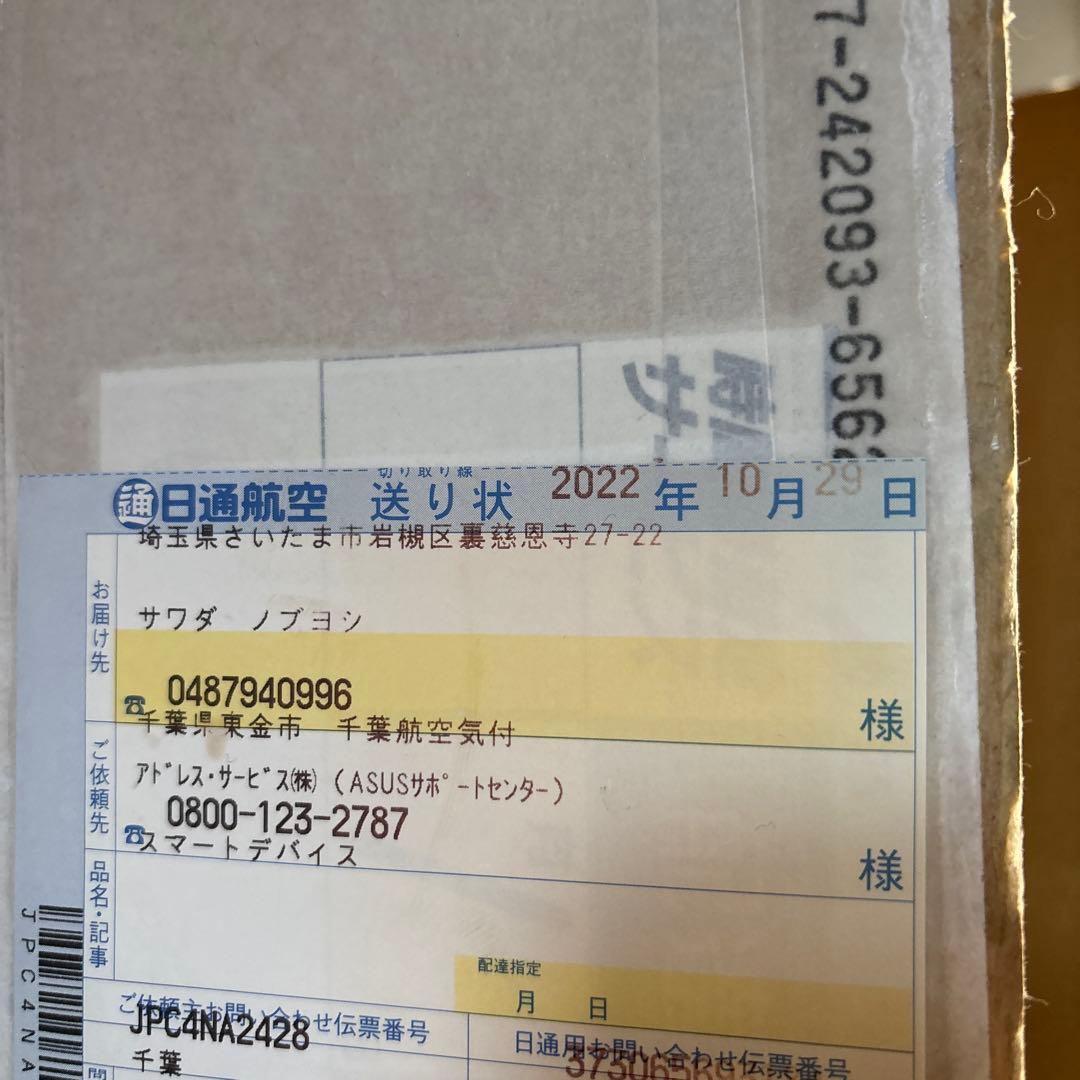 7-242093-6562
サー
切り取り線
通 日通航空 送り状 2022 年 10 月 29 日
埼玉県さいたま市岩槻区裏慈恩寺27-22
お届け先
サワダ ノブヨシ
☎ 0487940996
様
千葉県東金市 千葉航空気付
ご依頼先
アドレス・サービス㈱ (ASUSサポートセンター)
☎ 0800-123-2787
様
スマートデバイス
品名・記事
配達指定
月 日
ご依頼主お問い合わせ伝票番号
JPC4NA2428
日通用お問い合わせ伝票番号
千葉
JPC4NA